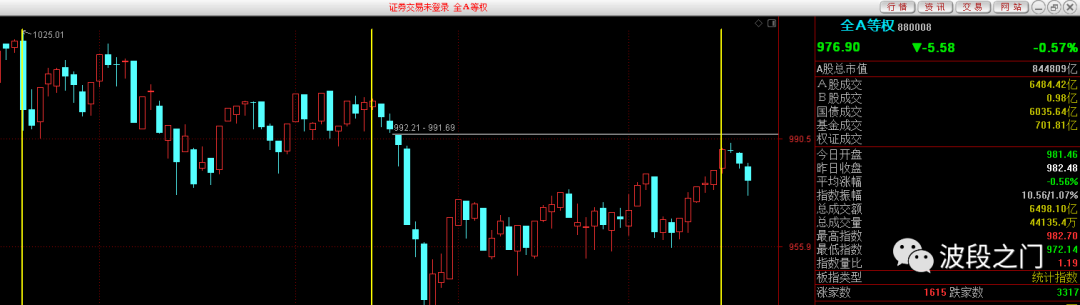 证券交易未登录 全A等权
行情 资讯 交易 网站
1025.01
992.21 - 991.69
990.5
955.9
全A等权 880008
976.90 ▼-5.58 -0.57%
A股总市值 844809亿
A股成交 6484.42亿
B股成交 0.98亿
国债成交 6035.64亿
基金成交 701.81亿
权证成交
今日开盘 981.46
昨日收盘 982.48
平均涨幅 -0.56%
指数振幅 10.56/1.07%
总成交额 6498.10亿
总成交量 44135.4万
最高指数 982.70
最低指数 972.14
指数量比 1.19
板指类型 统计指数
涨家数 1615 跌家数 3317
波段之门